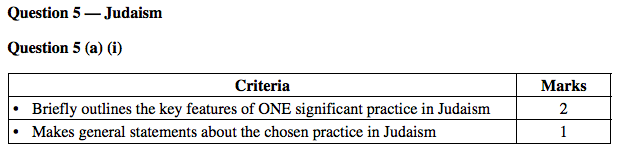 Question 5 — Judaism
Question 5 (a) (i)
Criteria Marks
• Briefly outlines the key features of ONE significant practice in Judaism 2
• Makes general statements about the chosen practice in Judaism 1